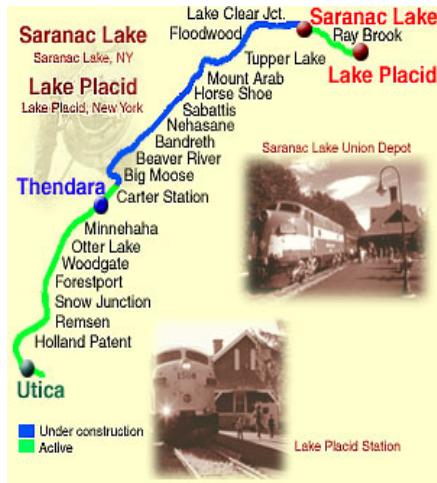 Saranac Lake
Saranac Lake, NY
Lake Placid
Lake Placid, New York
Lake Clear Jct.
Saranac Lake
Floodwood
Ray Brook
Lake Placid
Tupper Lake
Mount Arab
Horse Shoe
Sabattis
Nehasane
Bandreth
Beaver River
Big Moose
Thendara
Carter Station
Saranac Lake Union Depot
Minnehaha
Otter Lake
Woodgate
Forestport
Snow Junction
Remsen
Holland Patent
Utica
Under construction
Active
Lake Placid Station